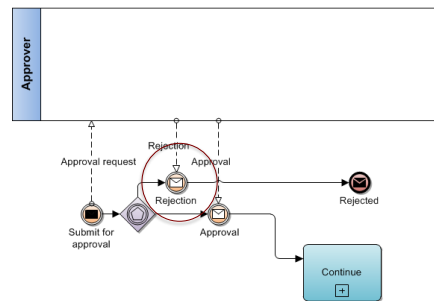 Approver
Rejection
Approval request
Approval
Rejection
Rejected
Submit for
approval
Approval
Continue